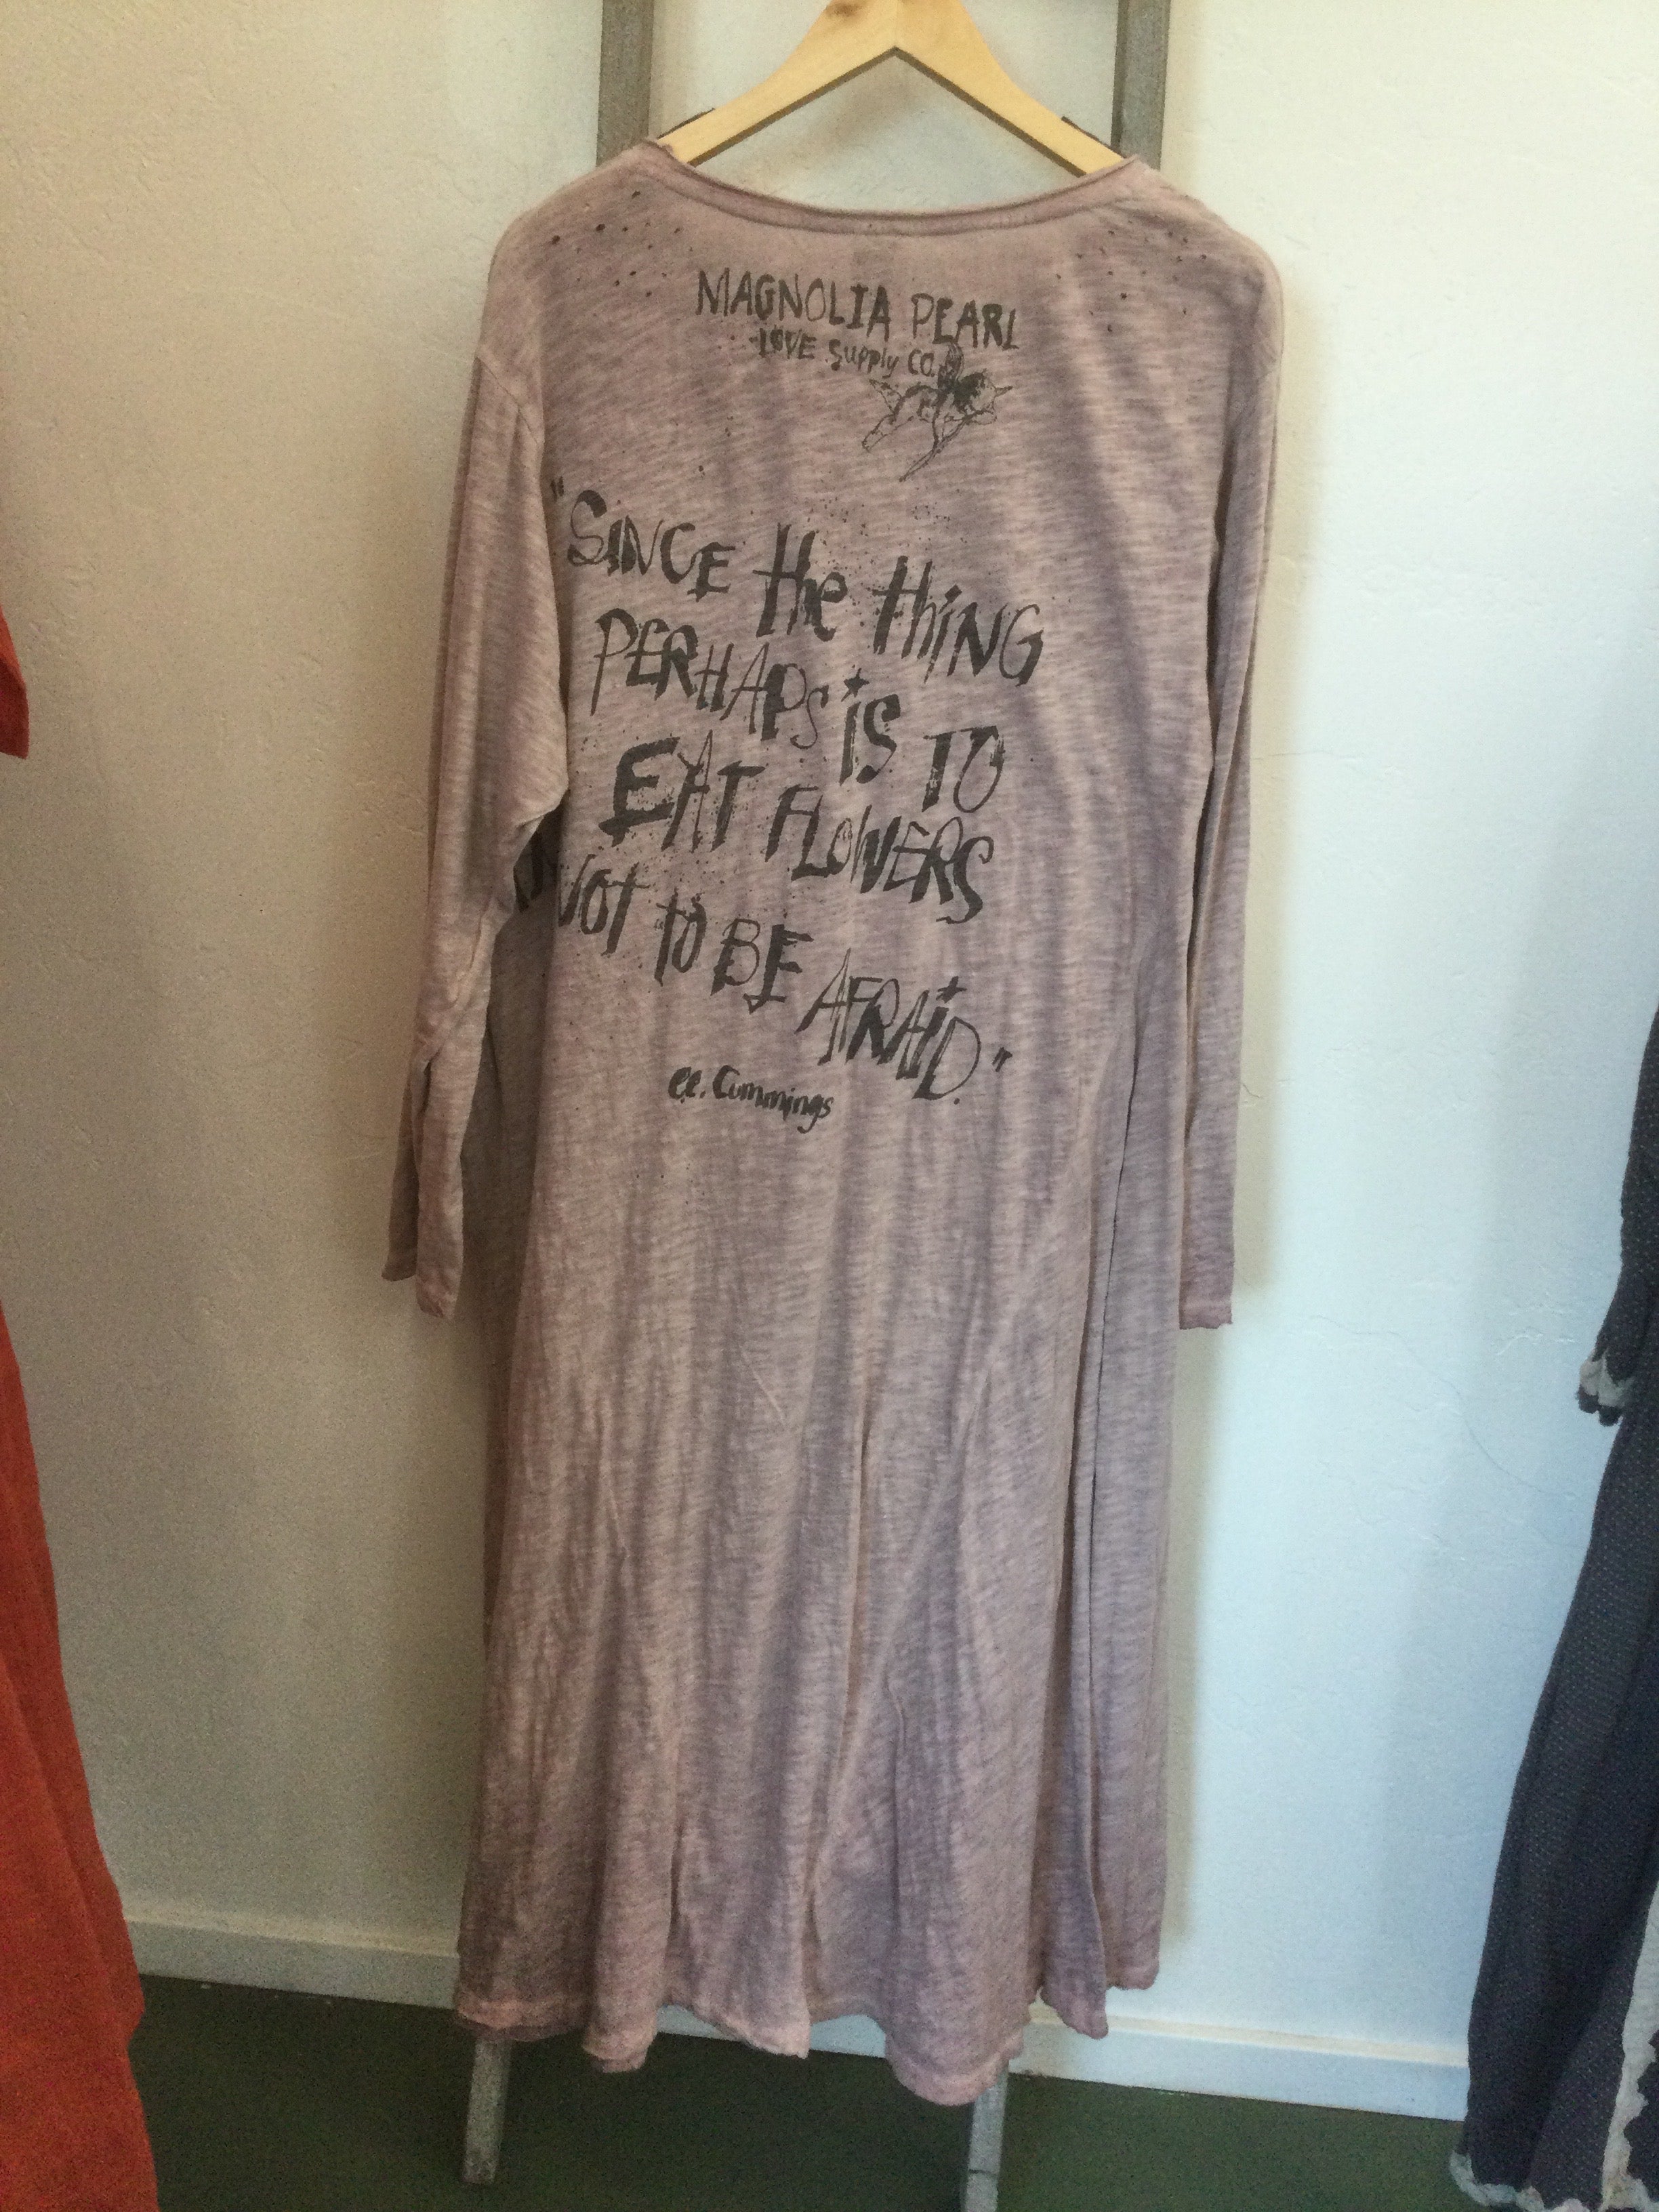 MAGNOLIA PEARL
LOVE Supply CO.
"SINCE the thiNG
PERHAPS iS TO
EAT FLOWERS
NOT to BE AFRAiD."
e.e. Cummings